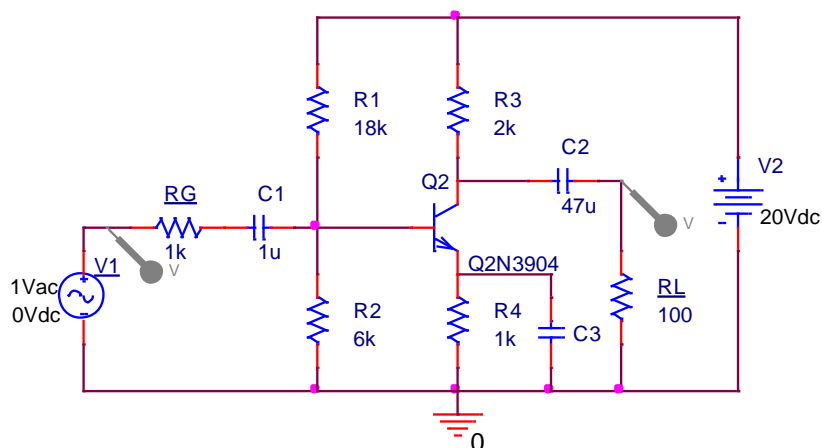 R1
18k
R3
2k
C2
47u
V2
+
-
20Vdc
Q2
RG
1k
C1
1u
V
V
V1
1Vac
0Vdc
+
-
Q2N3904
R2
6k
R4
1k
C3
RL
100
0